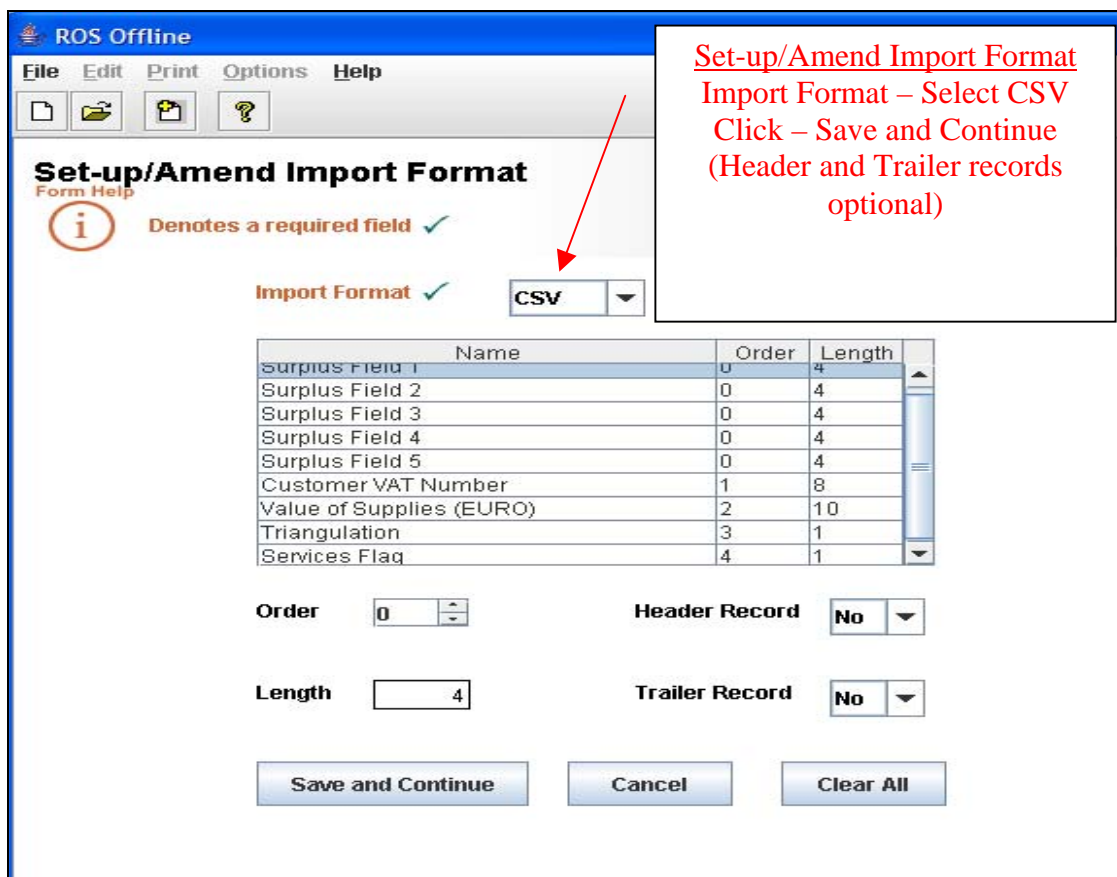 ROS Offline
File Edit Print Options Help
Set-up/Amend Import Format
Import Format – Select CSV
Click – Save and Continue
(Header and Trailer records
optional)
Set-up/Amend Import Format
Form Help
i Denotes a required field
Import Format CSV
Name Order Length
Surplus Field 1 0 4
Surplus Field 2 0 4
Surplus Field 3 0 4
Surplus Field 4 0 4
Surplus Field 5 0 4
Customer VAT Number 1 8
Value of Supplies (EURO) 2 10
Triangulation 3 1
Services Flag 4 1
Order 0 Header Record No
Length 4 Trailer Record No
Save and Continue Cancel Clear All